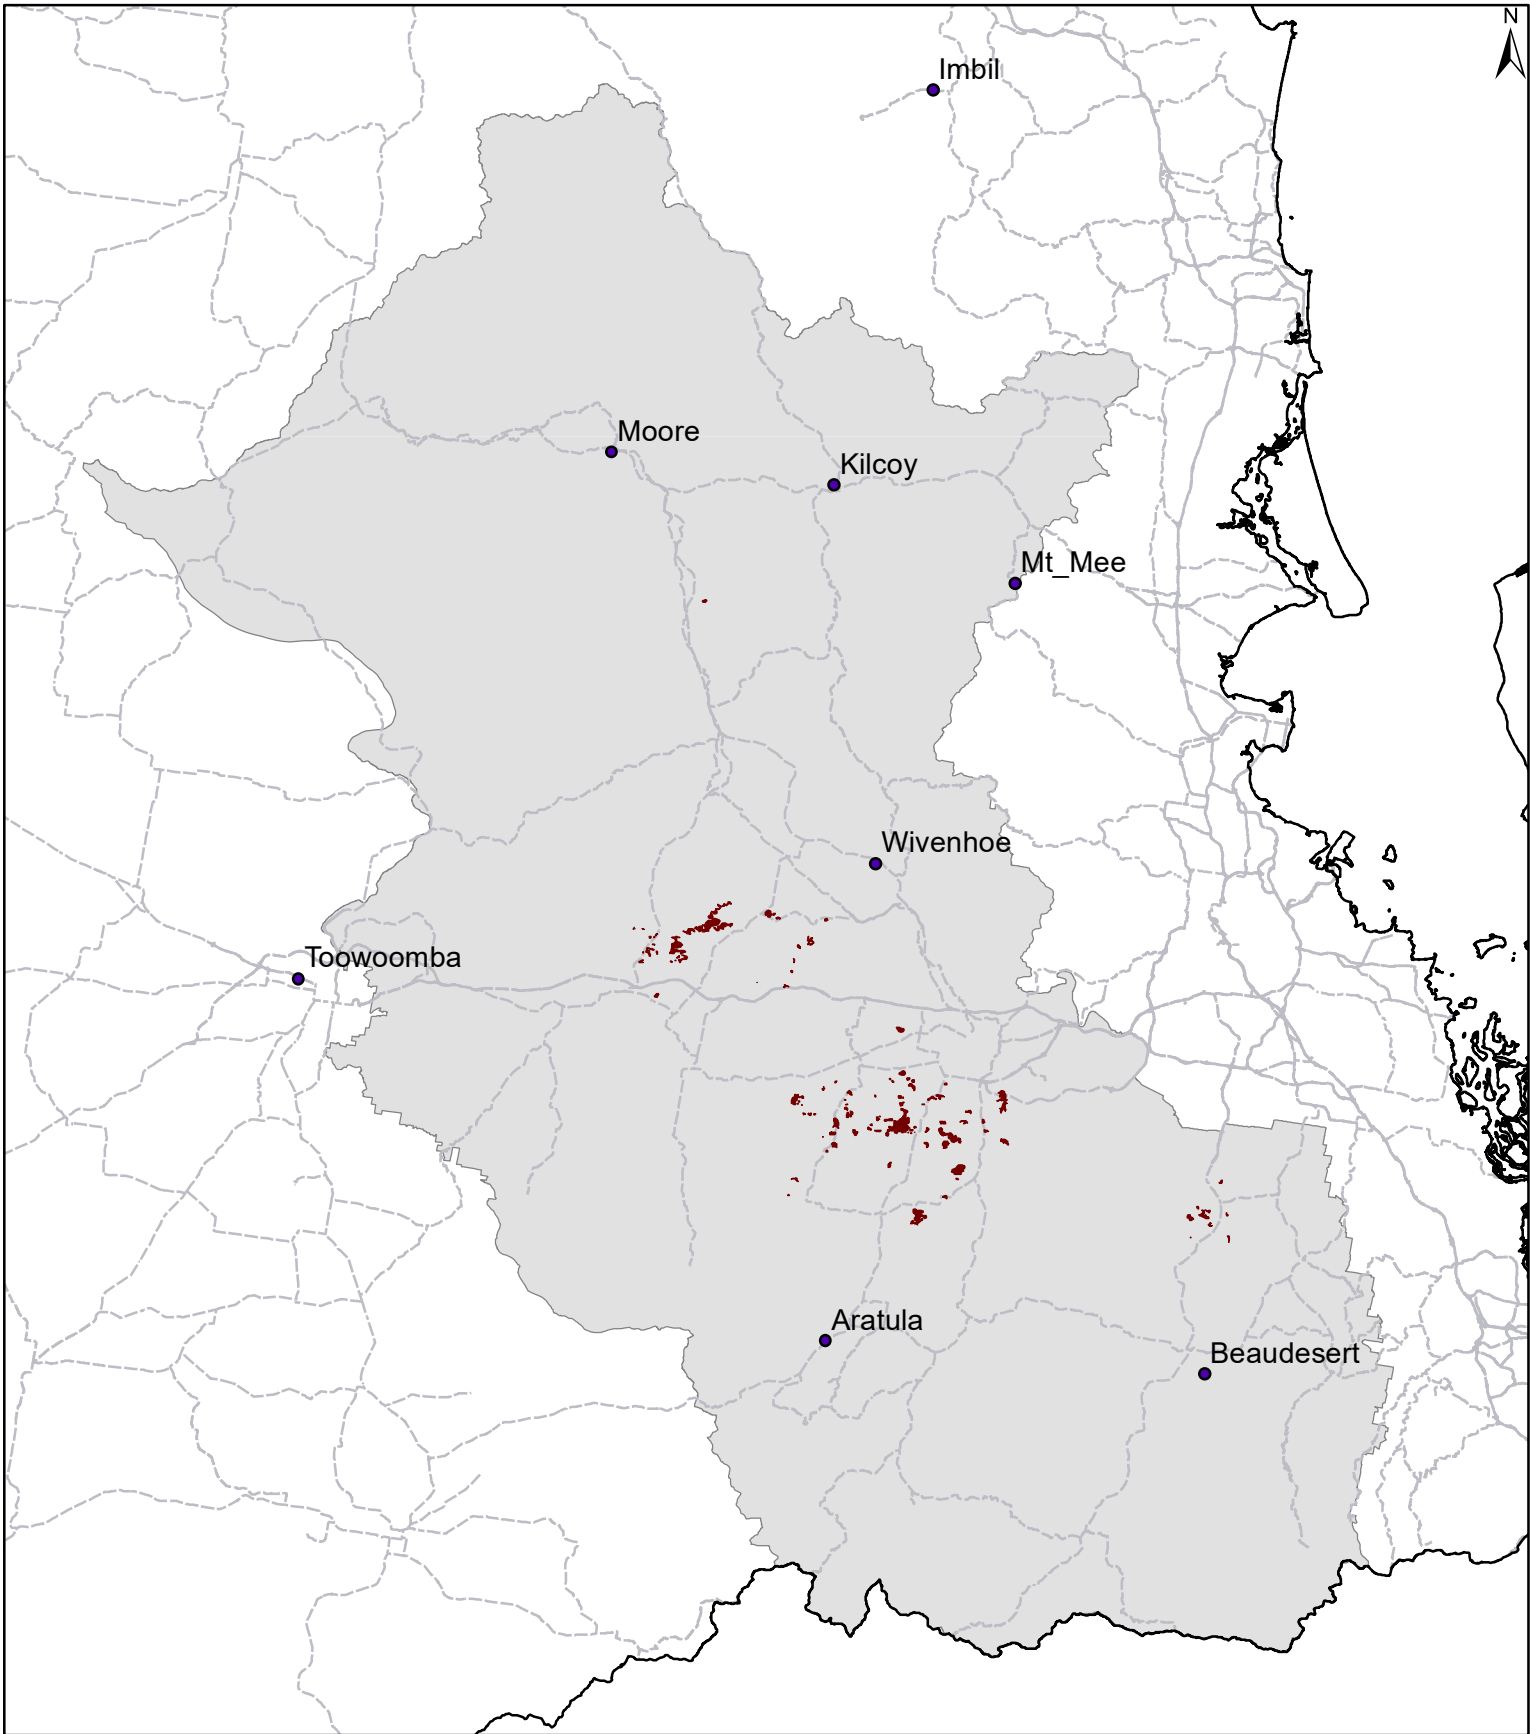 N
Imbil
Moore
Kilcoy
Mt_Mee
Wivenhoe
Toowoomba
Aratula
Beaudesert